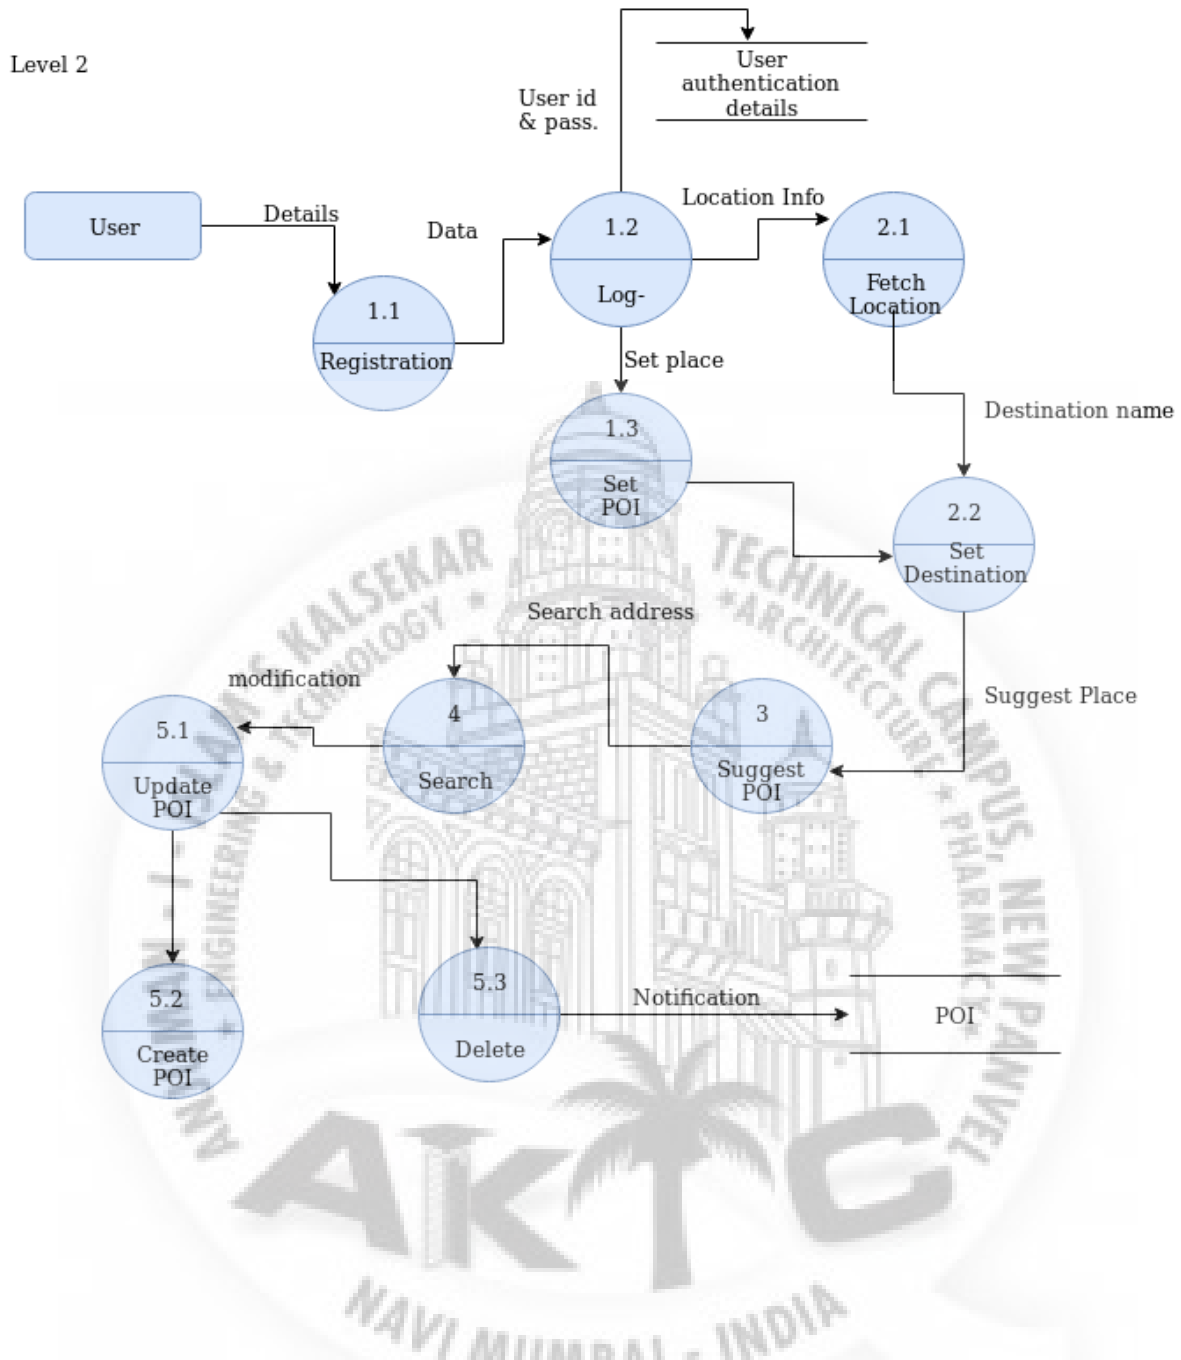 Level 2
User
authentication
details
User id
& pass.
User
Details
Data
1.2
Log-
Location Info
2.1
Fetch
Location
1.1
Registration
Set place
1.3
Set
POI
Destination name
2.2
Set
Destination
Search address
modification
Suggest Place
5.1
Update
POI
4
Search
3
Suggest
POI
5.2
Create
POI
5.3
Delete
Notification
POI
KALSEKAR TECHNICAL CAMPUS, NEW PANVEL
ENGINEERING & TECHNOLOGY * ARCHITECTURE * PHARMACY *
AKTC
NAVI MUMBAI - INDIA